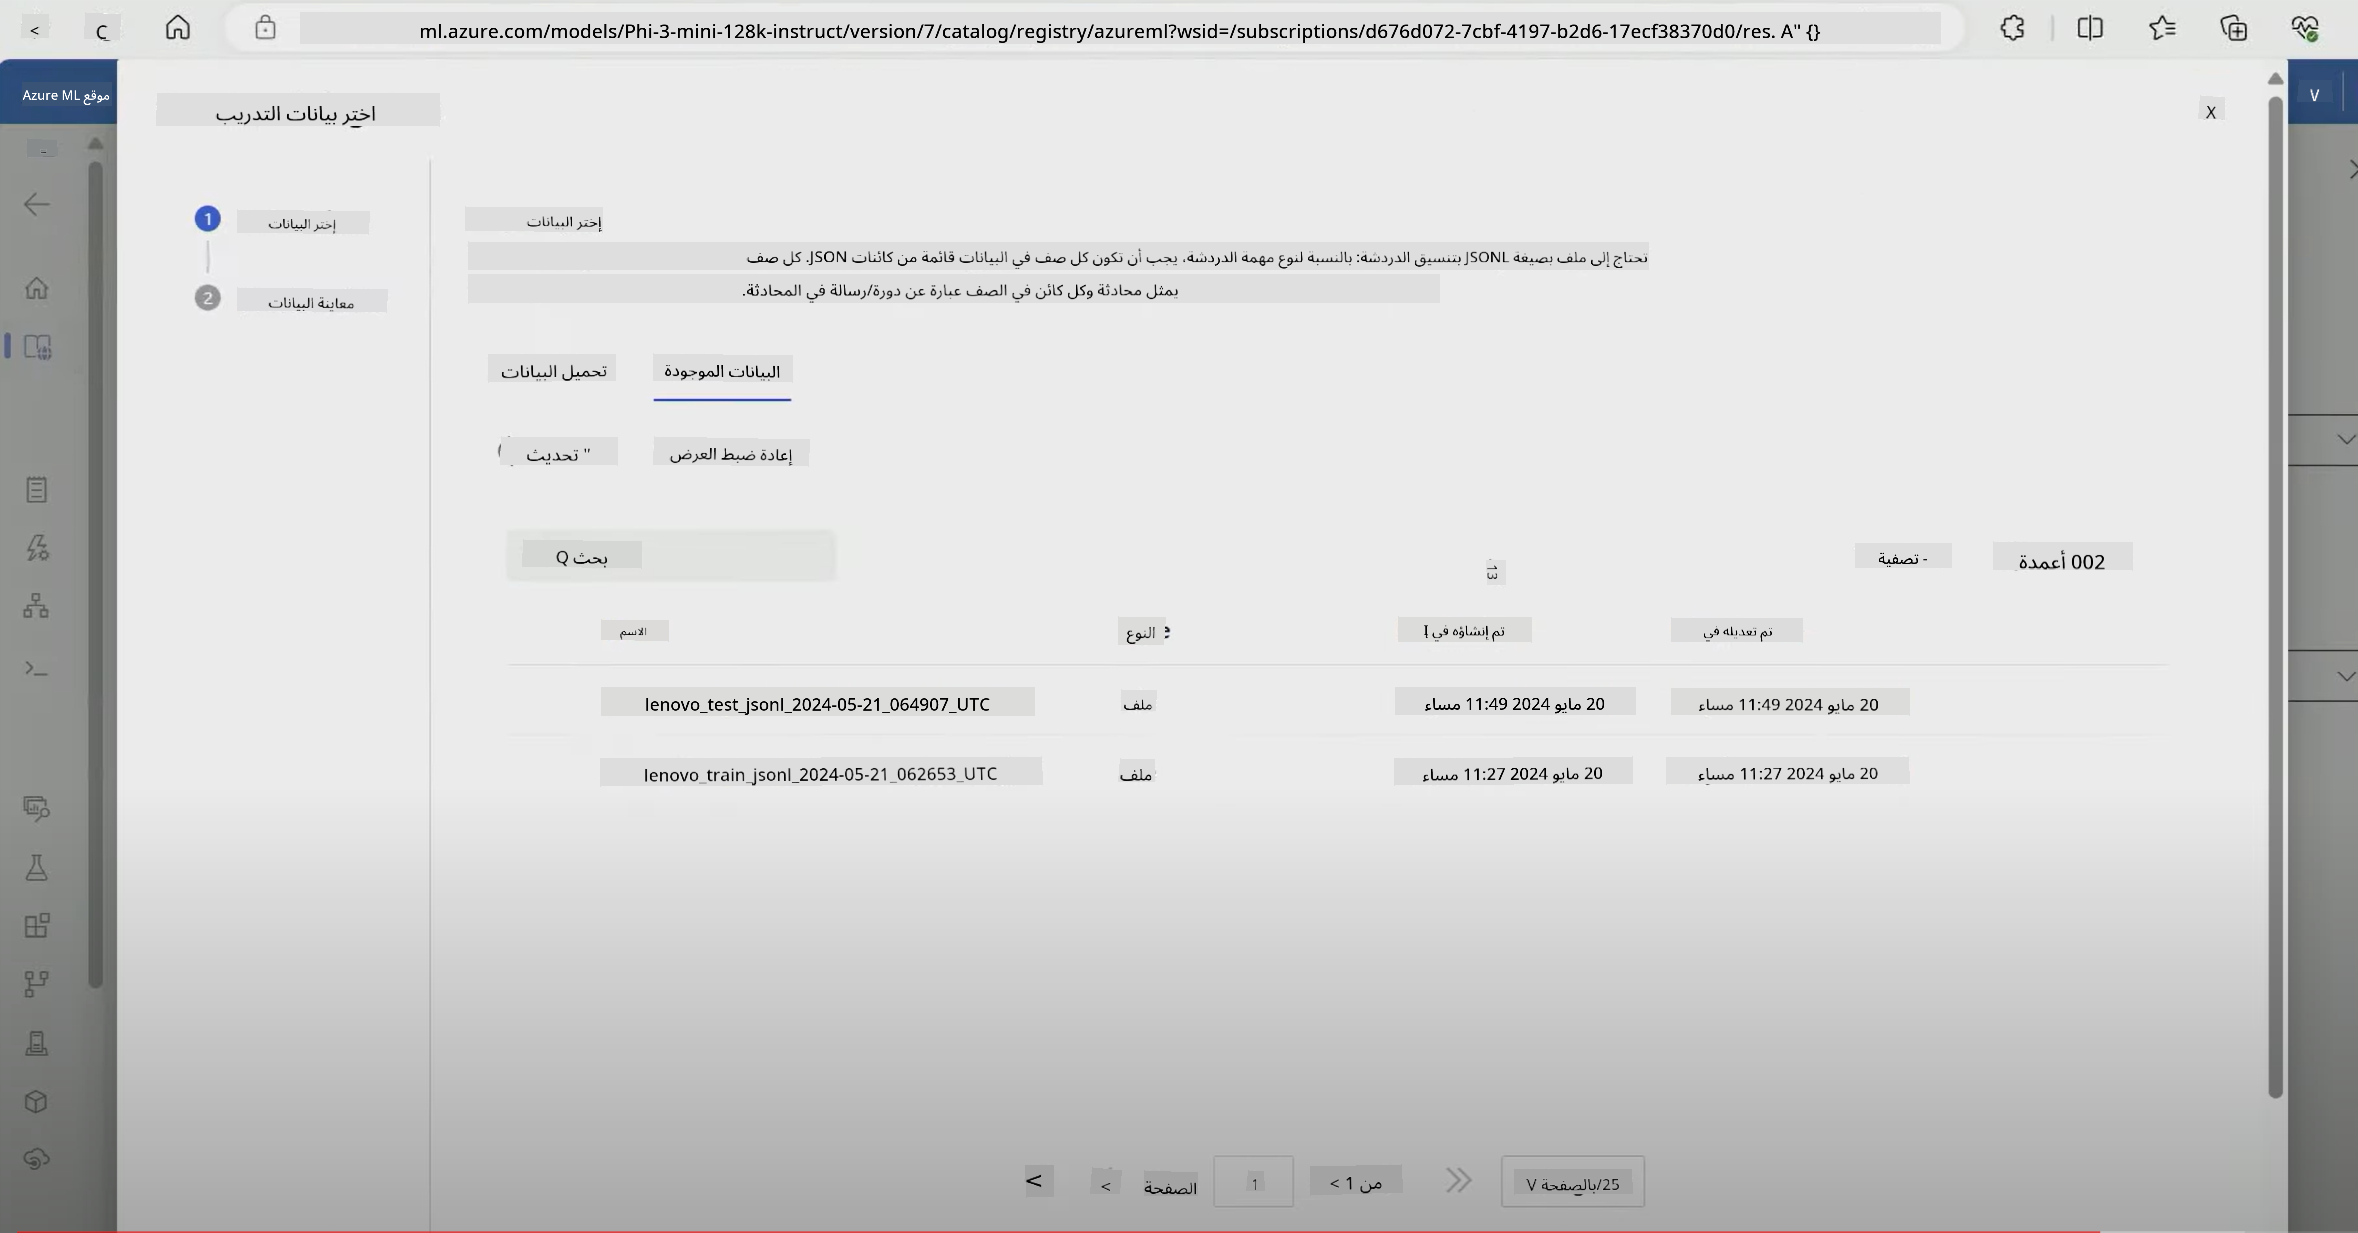 ml.azure.com/models/Phi-3-mini-128k-instruct/version/7/catalog/registry/azureml?wsid=/subscriptions/d676d072-7cbf-4197-b2d6-17ecf38370d0/res. A" {}
موقع Azure ML
V
اختر بيانات التدريب
X
1 إختر البيانات
2 معاينة البيانات
إختر البيانات
تحتاج إلى ملف بصيغة JSONL بتنسيق الدردشة: بالنسبة لنوع مهمة الدردشة، يجب أن تكون كل صف في البيانات قائمة من كائنات JSON. كل صف
يمثل محادثة وكل كائن في الصف عبارة عن دورة/رسالة في المحادثة.
تحميل البيانات البيانات الموجودة
تحديث " إعادة ضبط العرض
بحث Q
13
- تصفية
002 أعمدة
الاسم النوع تم إنشاؤه في تم تعديله في
lenovo_test_jsonl_2024-05-21_064907_UTC ملف 20 مايو 2024 11:49 مساء 20 مايو 2024 11:49 مساء
lenovo_train_jsonl_2024-05-21_062653_UTC ملف 20 مايو 2024 11:27 مساء 20 مايو 2024 11:27 مساء
< < الصفحة 1 من 1 > 25/بالصفحة V